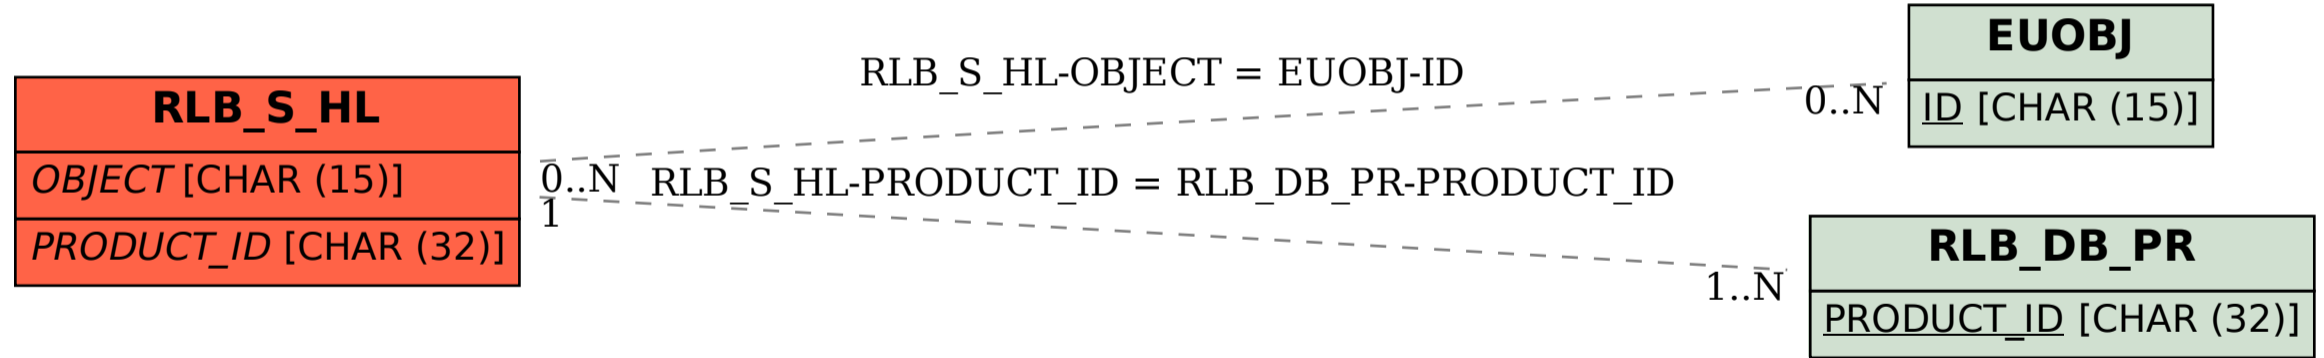 RLB_S_HL
OBJECT [CHAR (15)]
PRODUCT_ID [CHAR (32)]
RLB_S_HL-OBJECT = EUOBJ-ID
0..N
0..N
RLB_S_HL-PRODUCT_ID = RLB_DB_PR-PRODUCT_ID
1
1..N
EUOBJ
ID [CHAR (15)]
RLB_DB_PR
PRODUCT_ID [CHAR (32)]